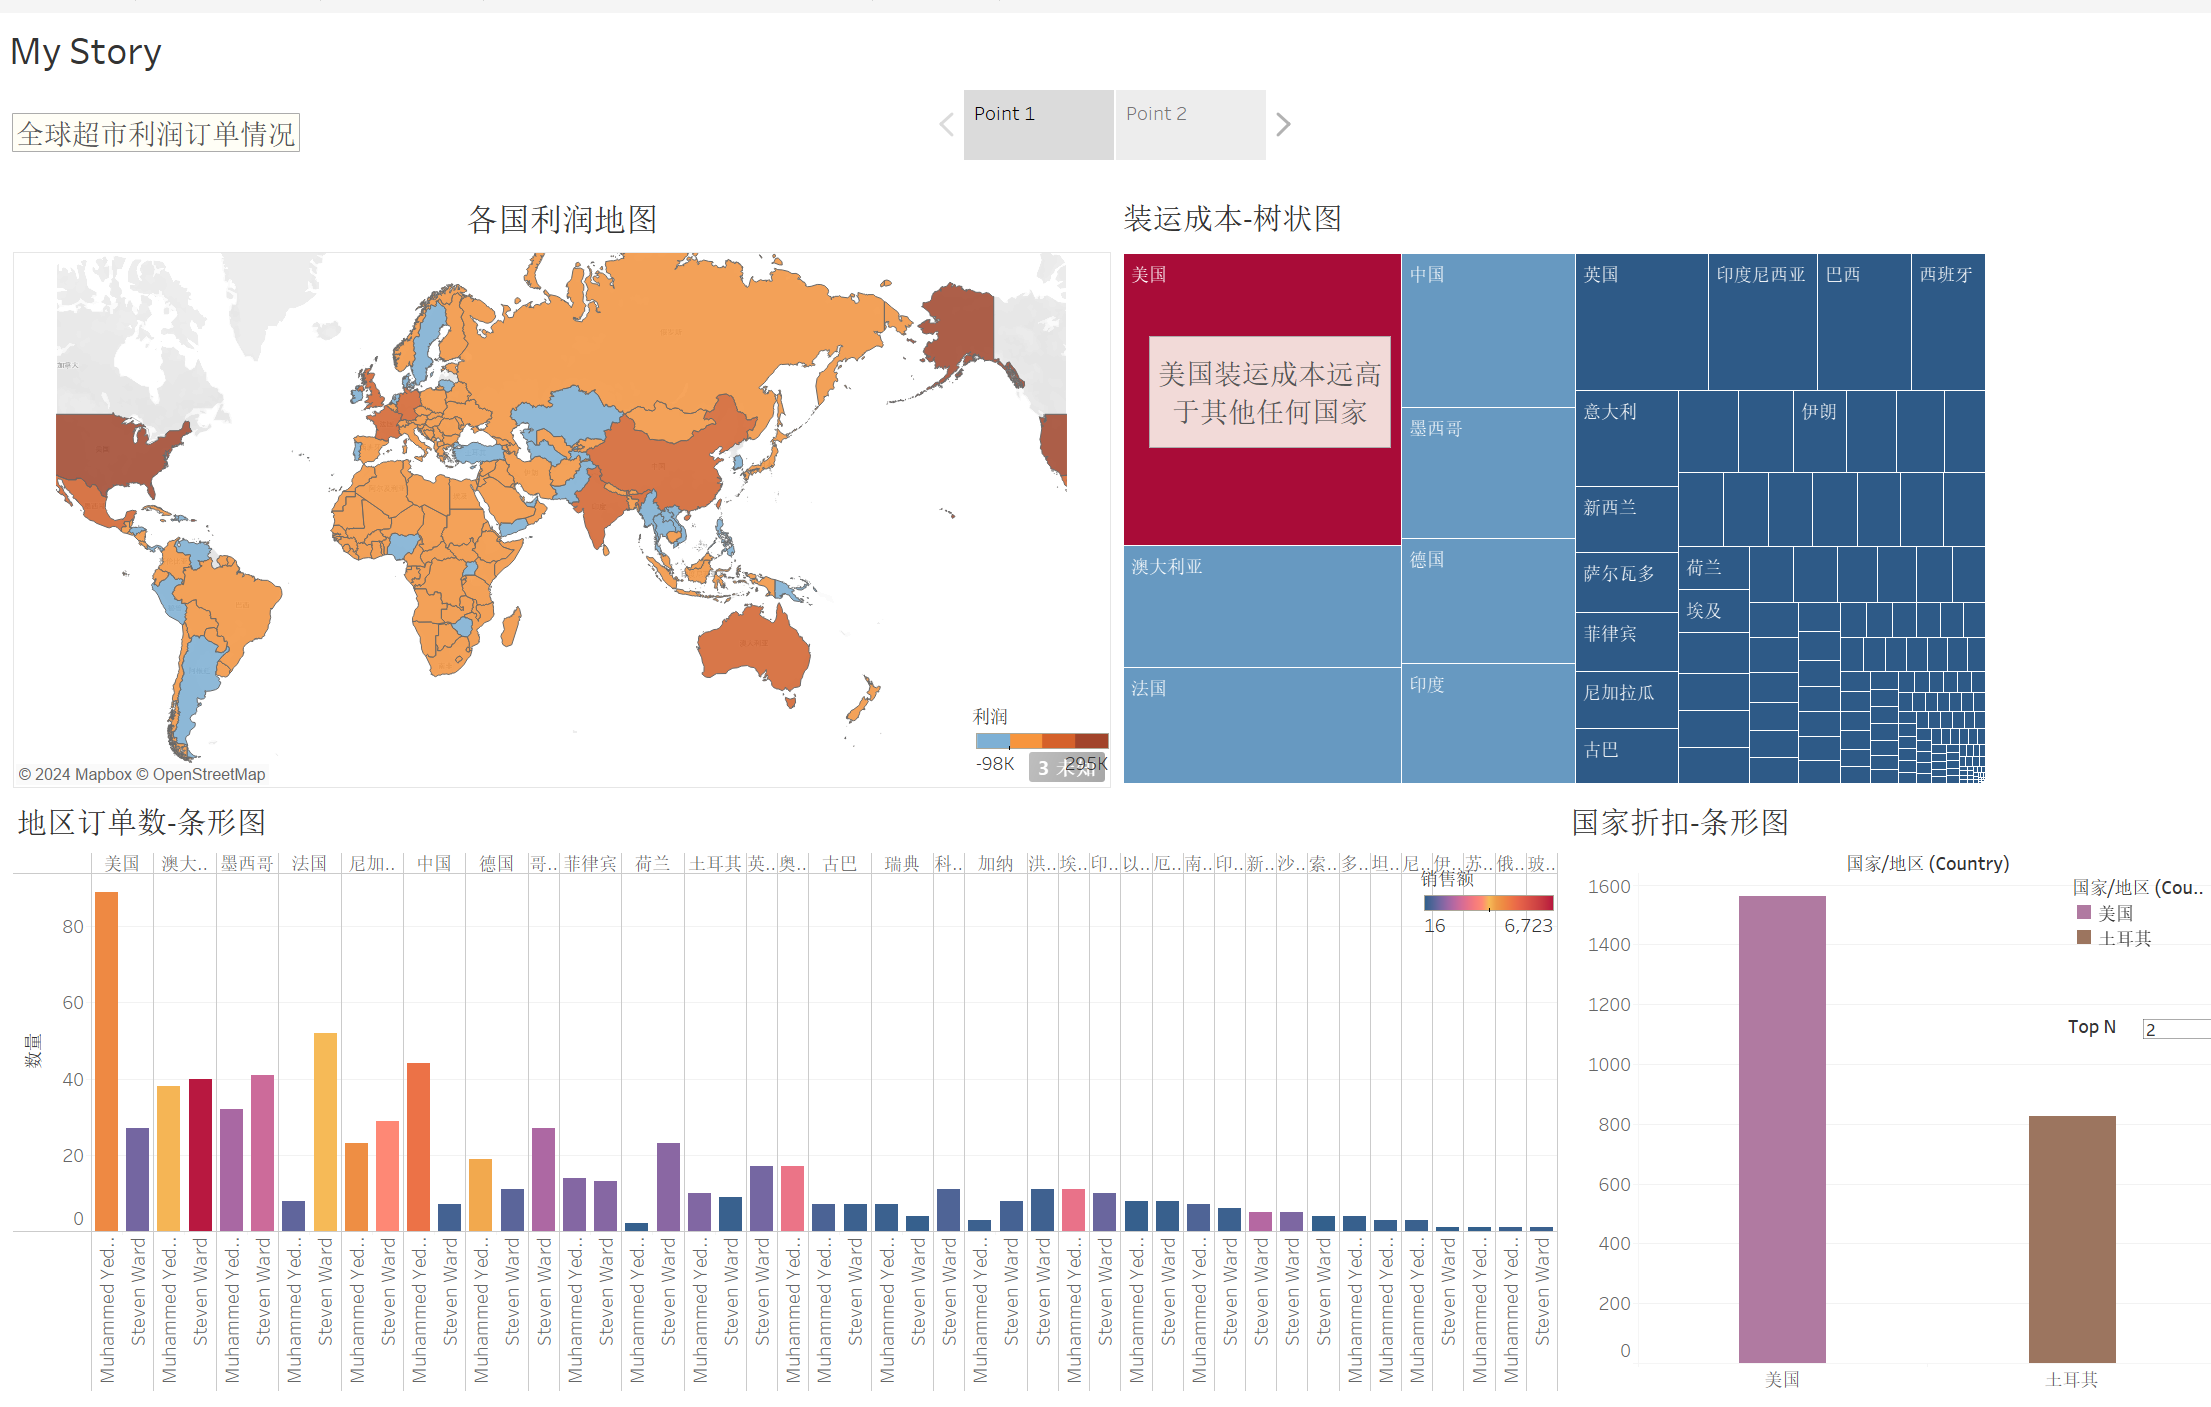 My Story
Point 1
Point 2
全球超市利润订单情况
各国利润地图
加拿大
利润
-98K
295K
3 未知
© 2024 Mapbox © OpenStreetMap
装运成本-树状图
美国
美国装运成本远高
于其他任何国家
澳大利亚
法国
中国
墨西哥
德国
印度
英国
印度尼西亚
巴西
西班牙
意大利
伊朗
新西兰
萨尔瓦多
荷兰
埃及
菲律宾
尼加拉瓜
古巴
地区订单数-条形图
美国 澳大.. 墨西哥 法国 尼加.. 中国 德国 哥.. 菲律宾 荷兰 土耳其 英.. 奥.. 古巴 瑞典 科.. 加纳 洪.. 埃.. 印.. 以.. 厄.. 南.. 印.. 新.. 沙.. 索.. 多.. 坦.. 尼.. 伊.. 苏.. 俄.. 玻..
销售额
16 6,723
数量
80
60
40
20
0
Muhammed Yed.. Steven Ward Muhammed Yed.. Steven Ward Muhammed Yed.. Steven Ward Muhammed Yed.. Steven Ward Muhammed Yed.. Steven Ward Muhammed Yed.. Steven Ward Muhammed Yed.. Steven Ward Steven Ward Muhammed Yed.. Steven Ward Muhammed Yed.. Steven Ward Muhammed Yed.. Steven Ward Steven Ward Muhammed Yed.. Muhammed Yed.. Steven Ward Muhammed Yed.. Steven Ward Steven Ward Muhammed Yed.. Steven Ward Steven Ward Muhammed Yed.. Steven Ward Muhammed Yed.. Steven Ward Muhammed Yed.. Steven Ward Steven Ward Steven Ward Steven Ward Muhammed Yed.. Muhammed Yed.. Muhammed Yed.. Steven Ward Muhammed Yed.. Muhammed Yed.. Steven Ward
国家折扣-条形图
国家/地区 (Country)
国家/地区 (Cou..
美国
土耳其
Top N 2
1600
1400
1200
1000
800
600
400
200
0
美国
土耳其